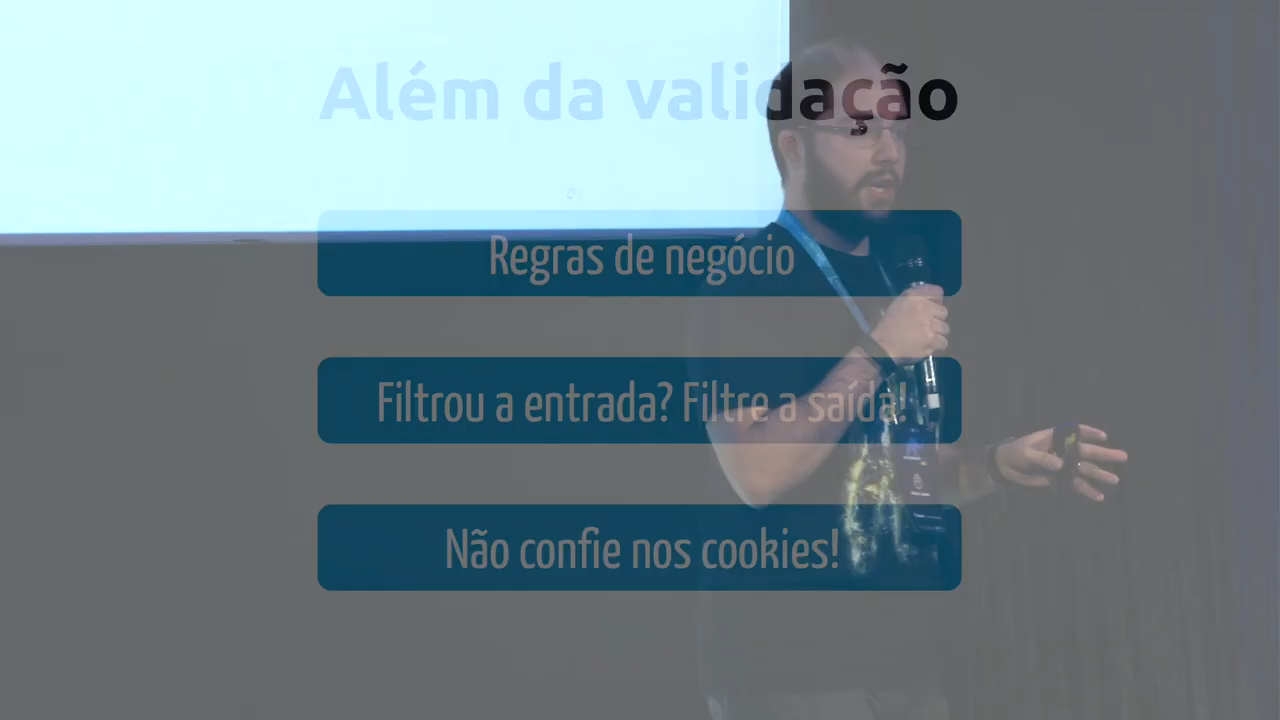 Além da validação
Regras de negócio
Filtrou a entrada? Filtre a saída!
Não confie nos cookies!